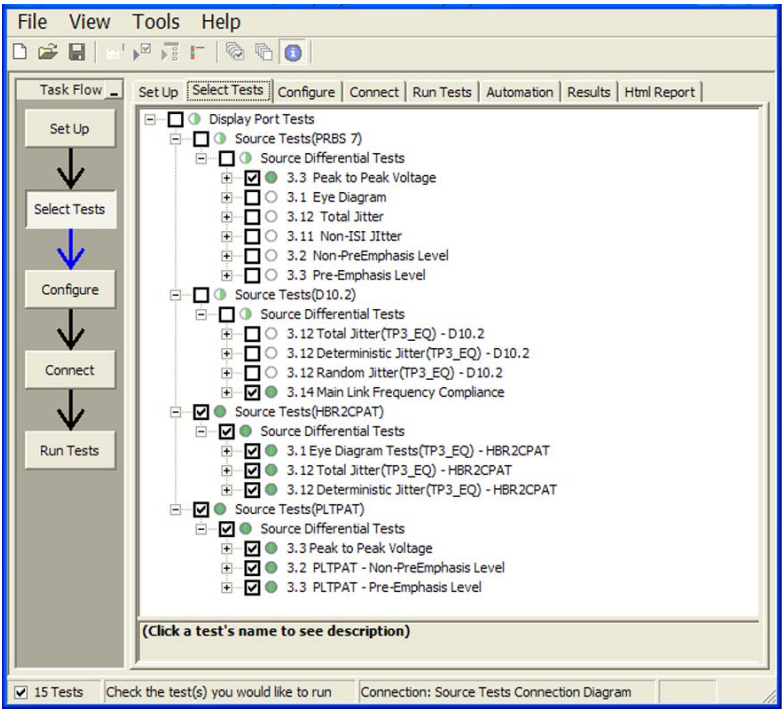 File View Tools Help
Task Flow
Set Up
Select Tests
Configure
Connect
Run Tests
Set Up Select Tests Configure Connect Run Tests Automation Results Html Report
Display Port Tests
Source Tests(PRBS 7)
Source Differential Tests
3.3 Peak to Peak Voltage
3.1 Eye Diagram
3.12 Total Jitter
3.11 Non-ISI JItter
3.2 Non-PreEmphasis Level
3.3 Pre-Emphasis Level
Source Tests(D10.2)
Source Differential Tests
3.12 Total Jitter(TP3_EQ) - D10.2
3.12 Deterministic Jitter(TP3_EQ) - D10.2
3.12 Random Jitter(TP3_EQ) - D10.2
3.14 Main Link Frequency Compliance
Source Tests(HBR2CPAT)
Source Differential Tests
3.1 Eye Diagram Tests(TP3_EQ) - HBR2CPAT
3.12 Total Jitter(TP3_EQ) - HBR2CPAT
3.12 Deterministic Jitter(TP3_EQ) - HBR2CPAT
Source Tests(PLTPAT)
Source Differential Tests
3.3 Peak to Peak Voltage
3.2 PLTPAT - Non-PreEmphasis Level
3.3 PLTPAT - Pre-Emphasis Level
(Click a test's name to see description)
15 Tests Check the test(s) you would like to run Connection: Source Tests Connection Diagram